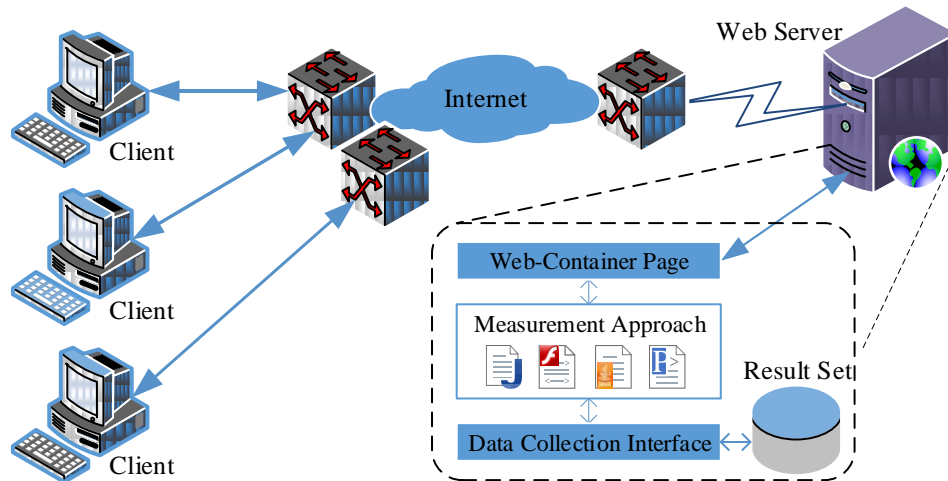 Web Server
Internet
Client
Client
Client
Web-Container Page
Measurement Approach
J
f
P>
Result Set
Data Collection Interface